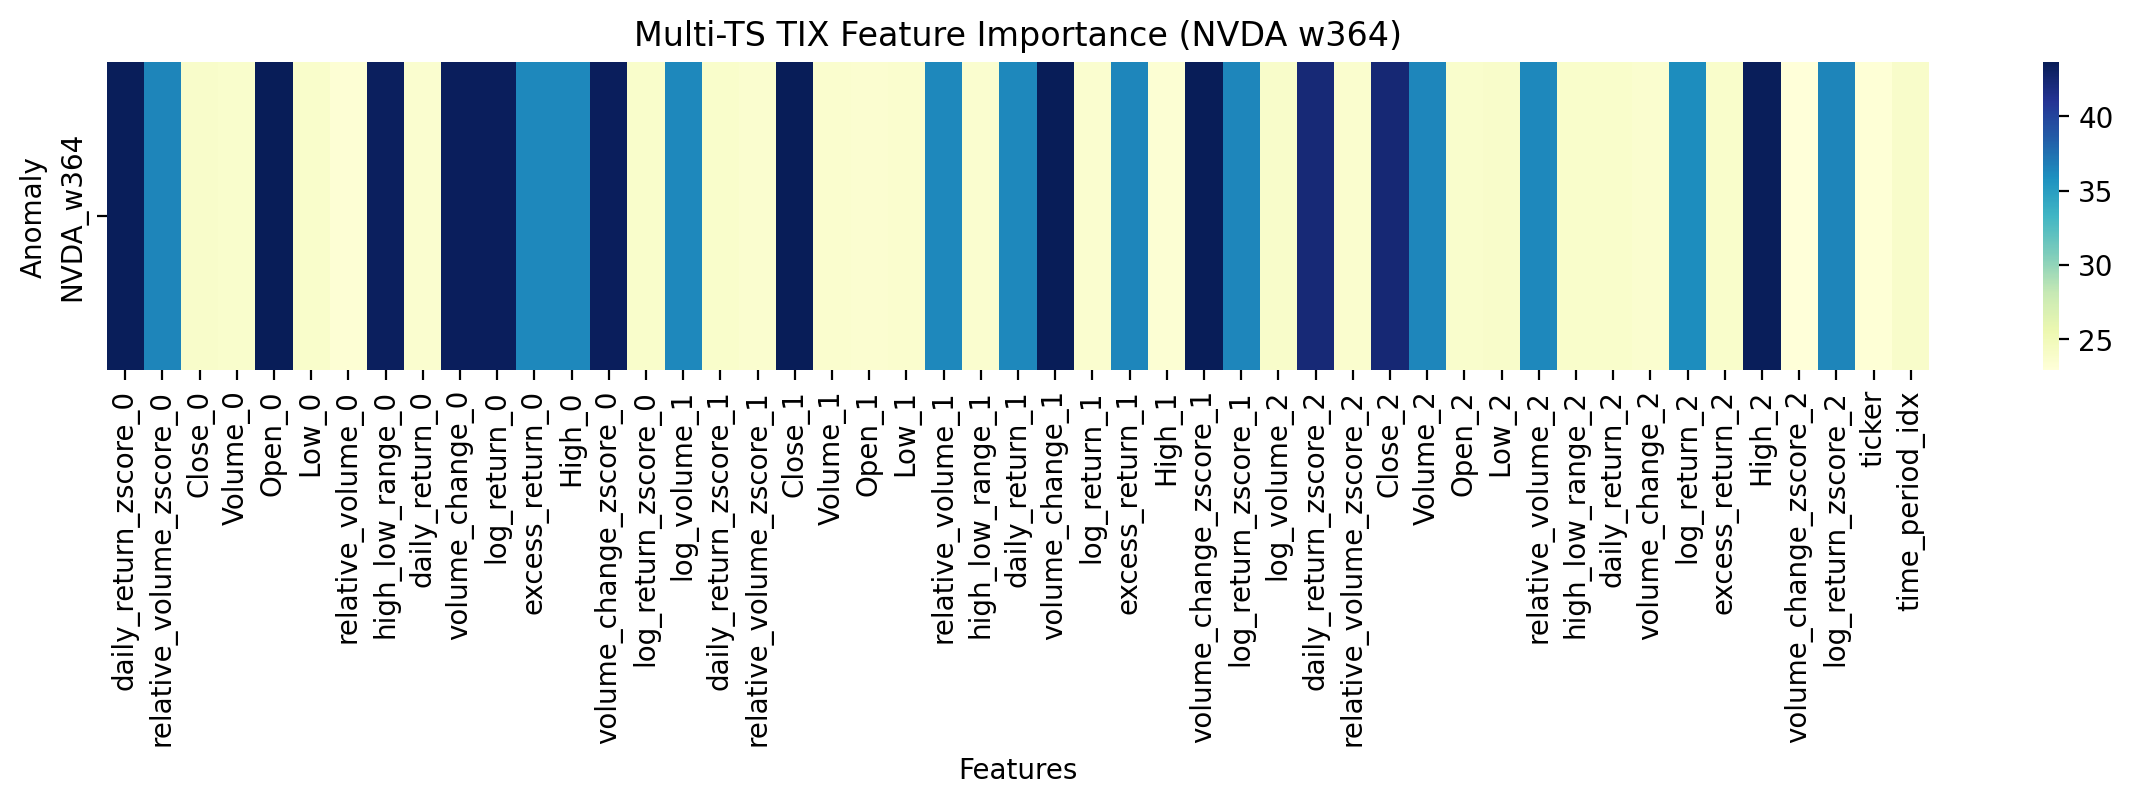 Multi-TS TIX Feature Importance (NVDA w364)
Anomaly
NVDA_w364
40
35
30
25
daily_return_zscore_0
relative_volume_zscore_0
Close_0
Volume_0
Open_0
Low_0
relative_volume_0
high_low_range_0
daily_return_0
volume_change_0
log_return_0
excess_return_0
High_0
volume_change_zscore_0
log_return_zscore_0
log_volume_1
daily_return_zscore_1
relative_volume_zscore_1
Close_1
Volume_1
Open_1
Low_1
relative_volume_1
high_low_range_1
daily_return_1
volume_change_1
log_return_1
excess_return_1
High_1
volume_change_zscore_1
log_return_zscore_1
log_volume_2
daily_return_zscore_2
relative_volume_zscore_2
Close_2
Volume_2
Open_2
Low_2
relative_volume_2
high_low_range_2
daily_return_2
volume_change_2
log_return_2
excess_return_2
High_2
volume_change_zscore_2
log_return_zscore_2
ticker
time_period_idx
Features